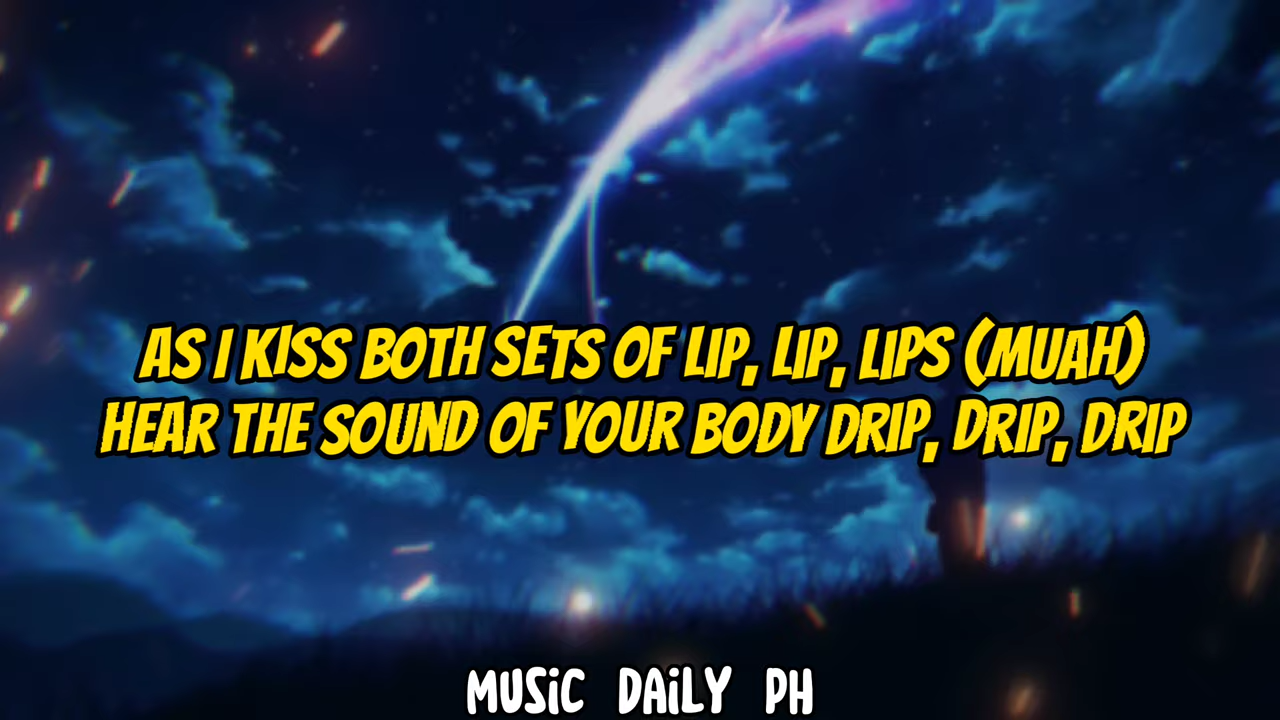 AS I KISS BOTH SETS OF LIP, LIP, LIPS (MUAH)
HEAR THE SOUND OF YOUR BODY DRIP, DRIP, DRIP
MUSiC DAiLY PH